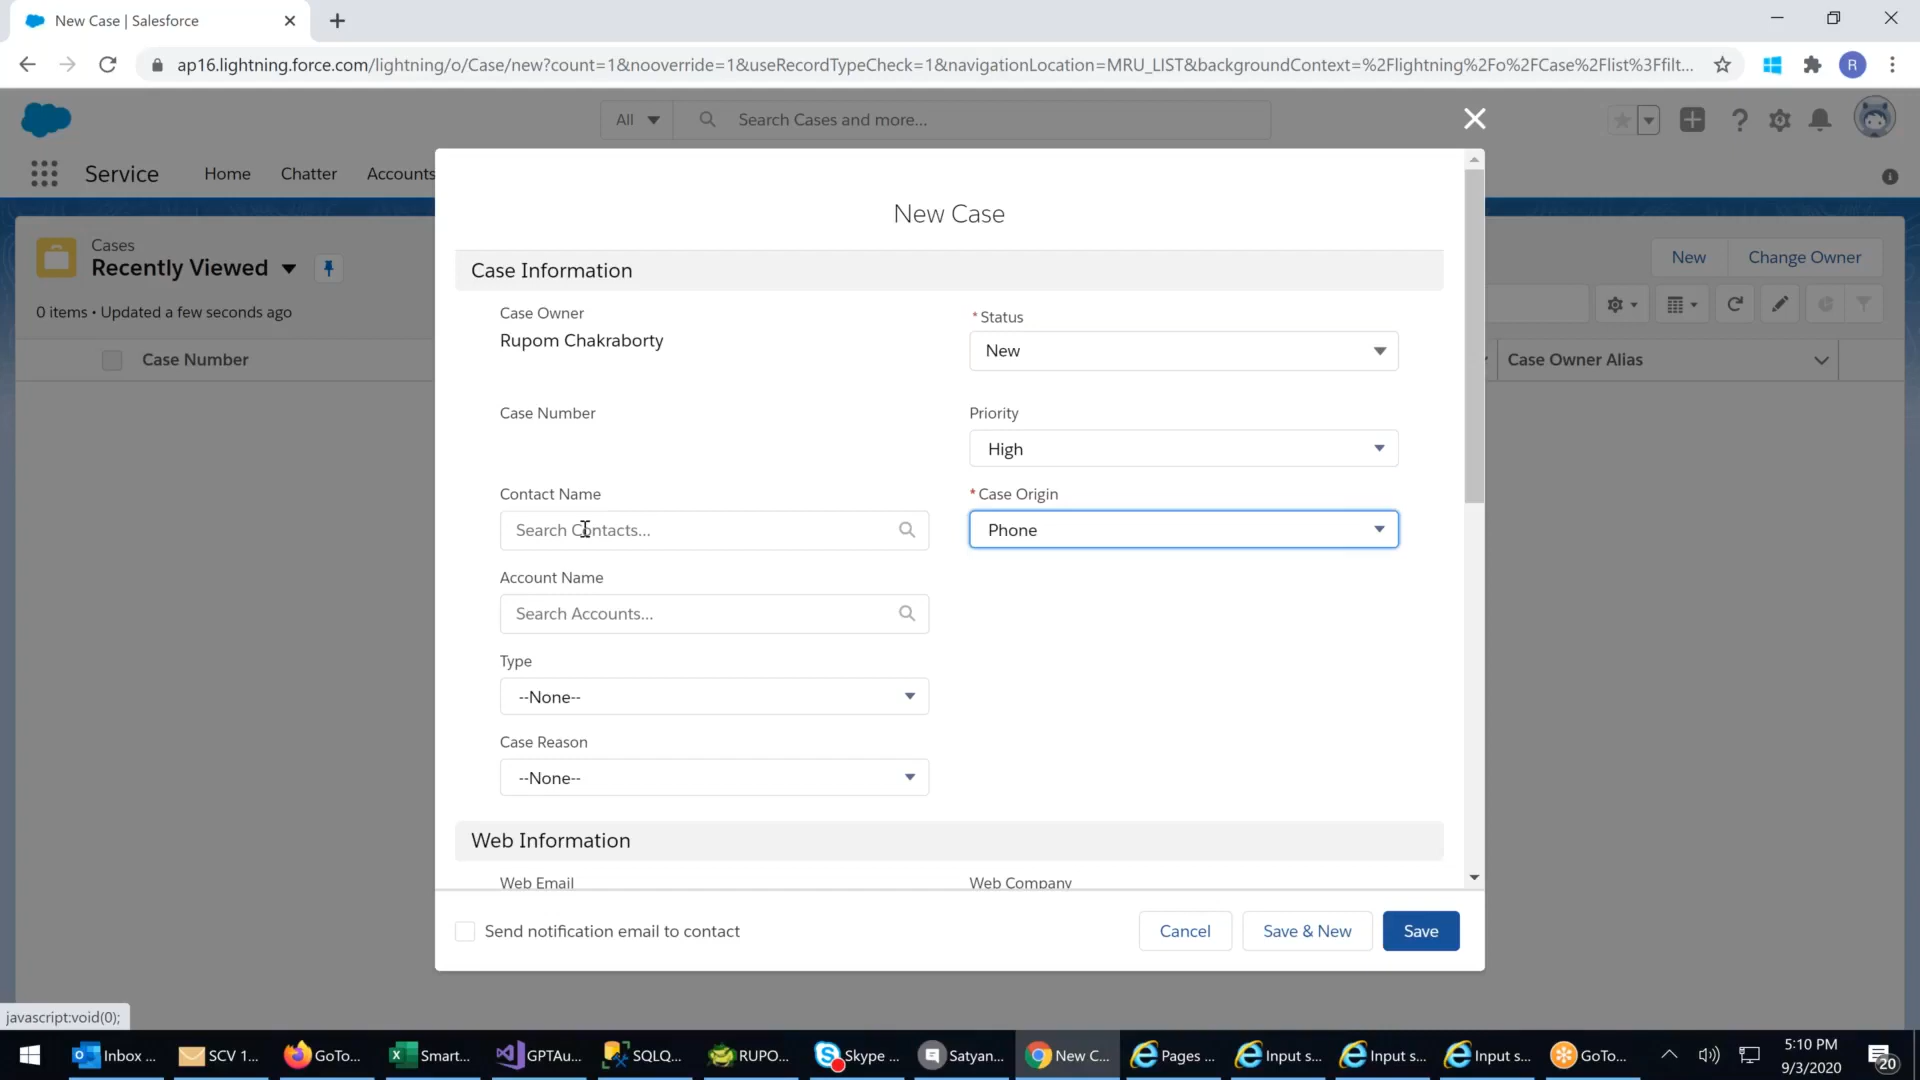 New Case | Salesforce
ap16.lightning.force.com/lightning/o/Case/new?count=1&nooverride=1&useRecordTypeCheck=1&navigationLocation=MRU_LIST&backgroundContext=%2Flightning%2Fo%2FCase%2Flist%3Ffilt...
R
All
Search Cases and more...
Service
Home
Chatter
Accounts
Cases
Recently Viewed
New
Change Owner
0 items • Updated a few seconds ago
Case Number
Case Owner Alias
New Case
Case Information
Case Owner
Rupom Chakraborty
* Status
New
Case Number
Priority
High
Contact Name
Search Contacts...
* Case Origin
Phone
Account Name
Search Accounts...
Type
--None--
Case Reason
--None--
Web Information
Web Email
Web Company
Send notification email to contact
Cancel
Save & New
Save
javascript:void(0);
Inbox ...
SCV 1...
GoTo...
Smart...
GPTAu...
SQLQ...
RUPO...
Skype ...
Satyan...
New C...
Pages ...
Input s...
Input s...
Input s...
GoTo...
5:10 PM
9/3/2020
20